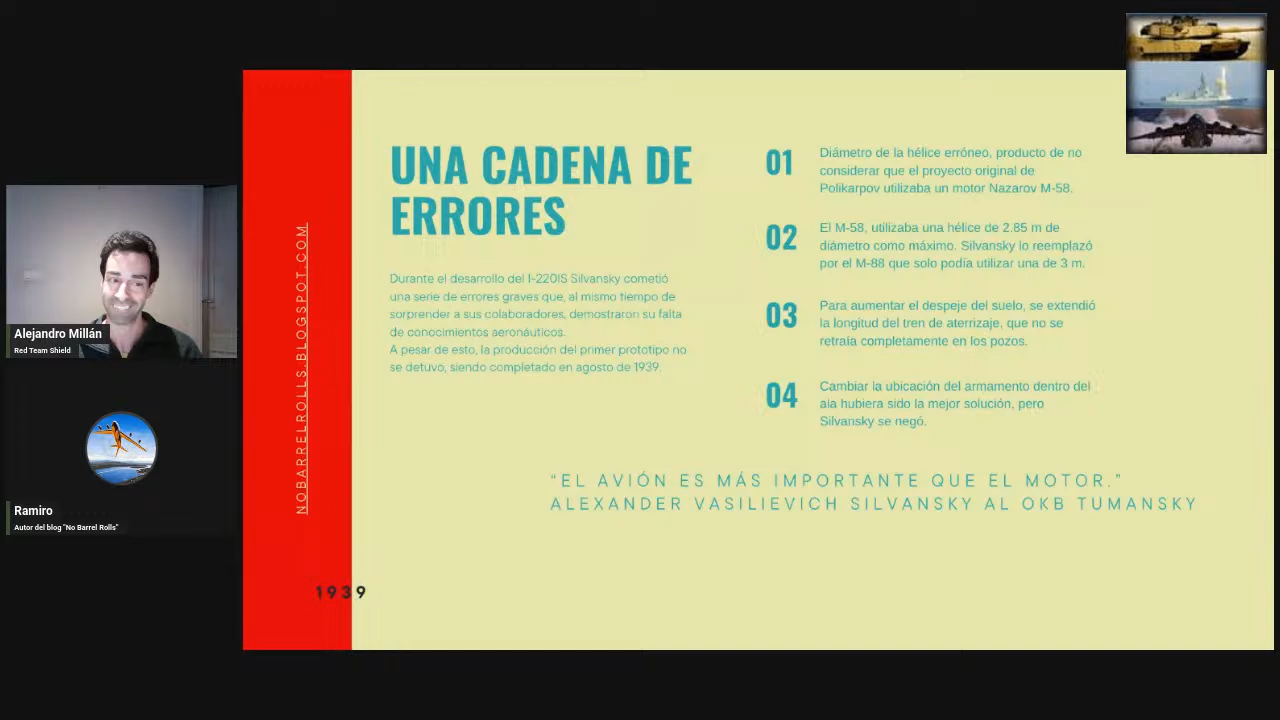 UNA CADENA DE
ERRORES
Durante el desarrollo del I-220IS Silvansky cometió
una serie de errores graves que, al mismo tiempo de
sorprender a sus colaboradores, demostraron su falta
de conocimientos aeronáuticos.
A pesar de esto, la producción del primer prototipo no
se detuvo, siendo completado en agosto de 1939.
01
Diámetro de la hélice erróneo, producto de no
considerar que el proyecto original de
Polikarpov utilizaba un motor Nazarov M-58.
02
El M-58, utilizaba una hélice de 2.85 m de
diámetro como máximo. Silvansky lo reemplazó
por el M-88 que solo podía utilizar una de 3 m.
03
Para aumentar el despeje del suelo, se extendió
la longitud del tren de aterrizaje, que no se
retraía completamente en los pozos.
04
Cambiar la ubicación del armamento dentro del
ala hubiera sido la mejor solución, pero
Silvansky se negó.
“EL AVIÓN ES MÁS IMPORTANTE QUE EL MOTOR.”
ALEXANDER VASILIEVICH SILVANSKY AL OKB TUMANSKY
NOBARRELROLLS.BLOGSPOT.COM
1939
Alejandro Millán
Red Team Shield
Ramiro
Autor del blog "No Barrel Rolls"